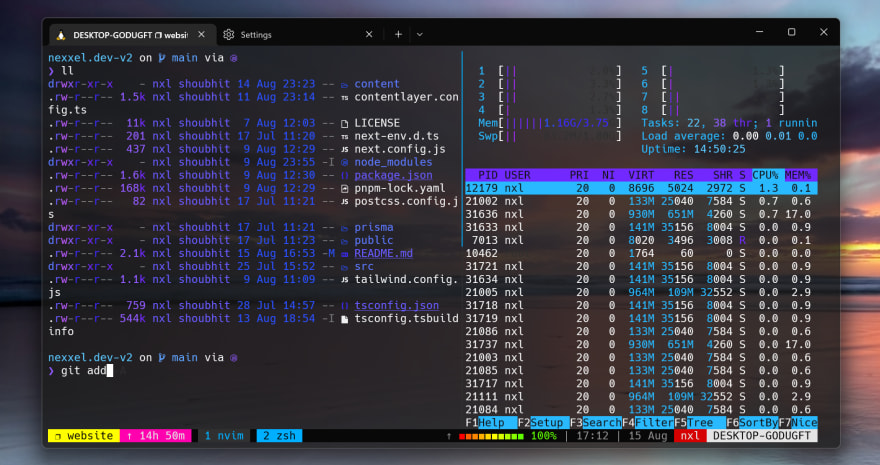 DESKTOP-GODUGFT websi
Settings
nexxel.dev-v2 on main via
❯ ll
drwxr-xr-x - nxl shoubhit 14 Aug 23:23 -- content
.rw-r--r-- 1.5k nxl shoubhit 11 Aug 23:14 -- TS contentlayer.con
fig.ts
.rw-r--r-- 11k nxl shoubhit 7 Aug 12:03 -- LICENSE
.rw-r--r-- 201 nxl shoubhit 17 Jul 11:20 -- TS next-env.d.ts
.rw-r--r-- 437 nxl shoubhit 9 Aug 12:29 -- JS next.config.js
drwxr-xr-x - nxl shoubhit 9 Aug 23:55 -I node_modules
.rw-r--r-- 1.6k nxl shoubhit 9 Aug 12:30 -- package.json
.rw-r--r-- 168k nxl shoubhit 9 Aug 12:29 -- pnpm-lock.yaml
.rw-r--r-- 82 nxl shoubhit 17 Jul 11:21 -- JS postcss.config.j
s
drwxr-xr-x - nxl shoubhit 17 Jul 11:21 -- prisma
drwxr-xr-x - nxl shoubhit 17 Jul 11:23 -- public
.rw-r--r-- 2.1k nxl shoubhit 15 Aug 16:53 -M README.md
drwxr-xr-x - nxl shoubhit 25 Jul 15:52 -- src
.rw-r--r-- 1.1k nxl shoubhit 9 Aug 11:09 -- JS tailwind.config.
js
.rw-r--r-- 759 nxl shoubhit 28 Jul 14:57 -- tsconfig.json
.rw-r--r-- 544k nxl shoubhit 13 Aug 18:54 -I tsconfig.tsbuild
info
nexxel.dev-v2 on main via
❯ git add
1 [|| ] 5 [| ]
2 [|| ] 6 [| ]
3 [|| ] 7 [|| ]
4 [| ] 8 [|| ]
Mem[|||||1.16G/3.75 ] Tasks: 22, 38 thr; 1 runnin
Swp[|| ] Load average: 0.00 0.01 0.0
Uptime: 14:50:25
PID USER PRI NI VIRT RES SHR S CPU% MEM%
12179 nxl 20 0 8696 5024 2972 S 1.3 0.1
21002 nxl 20 0 133M 25040 7584 S 0.7 0.6
31636 nxl 20 0 930M 651M 4260 S 0.7 17.0
31633 nxl 20 0 141M 35156 8004 S 0.0 0.9
7013 nxl 20 0 8020 3496 3008 R 0.0 0.1
10462 20 0 1764 60 0 S 0.0 0.0
31721 nxl 20 0 141M 35156 8004 S 0.0 0.9
31634 nxl 20 0 141M 35156 8004 S 0.0 0.9
21005 nxl 20 0 964M 109M 32552 S 0.0 2.9
31718 nxl 20 0 141M 35156 8004 S 0.0 0.9
31719 nxl 20 0 141M 35156 8004 S 0.0 0.9
21086 nxl 20 0 133M 25040 7584 S 0.0 0.6
31737 nxl 20 0 930M 651M 4260 S 0.0 17.0
21003 nxl 20 0 133M 25040 7584 S 0.0 0.6
21085 nxl 20 0 133M 25040 7584 S 0.0 0.6
31717 nxl 20 0 141M 35156 8004 S 0.0 0.9
21111 nxl 20 0 964M 109M 32552 S 0.0 2.9
21084 nxl 20 0 133M 25040 7584 S 0.0 0.6
F1Help F2Setup F3SearchF4FilterF5Tree F6SortByF7Nice
website ↑ 14h 50m 1 nvim 2 zsh ↑ 100% | 17:12 | 15 Aug nxl DESKTOP-GODUGFT